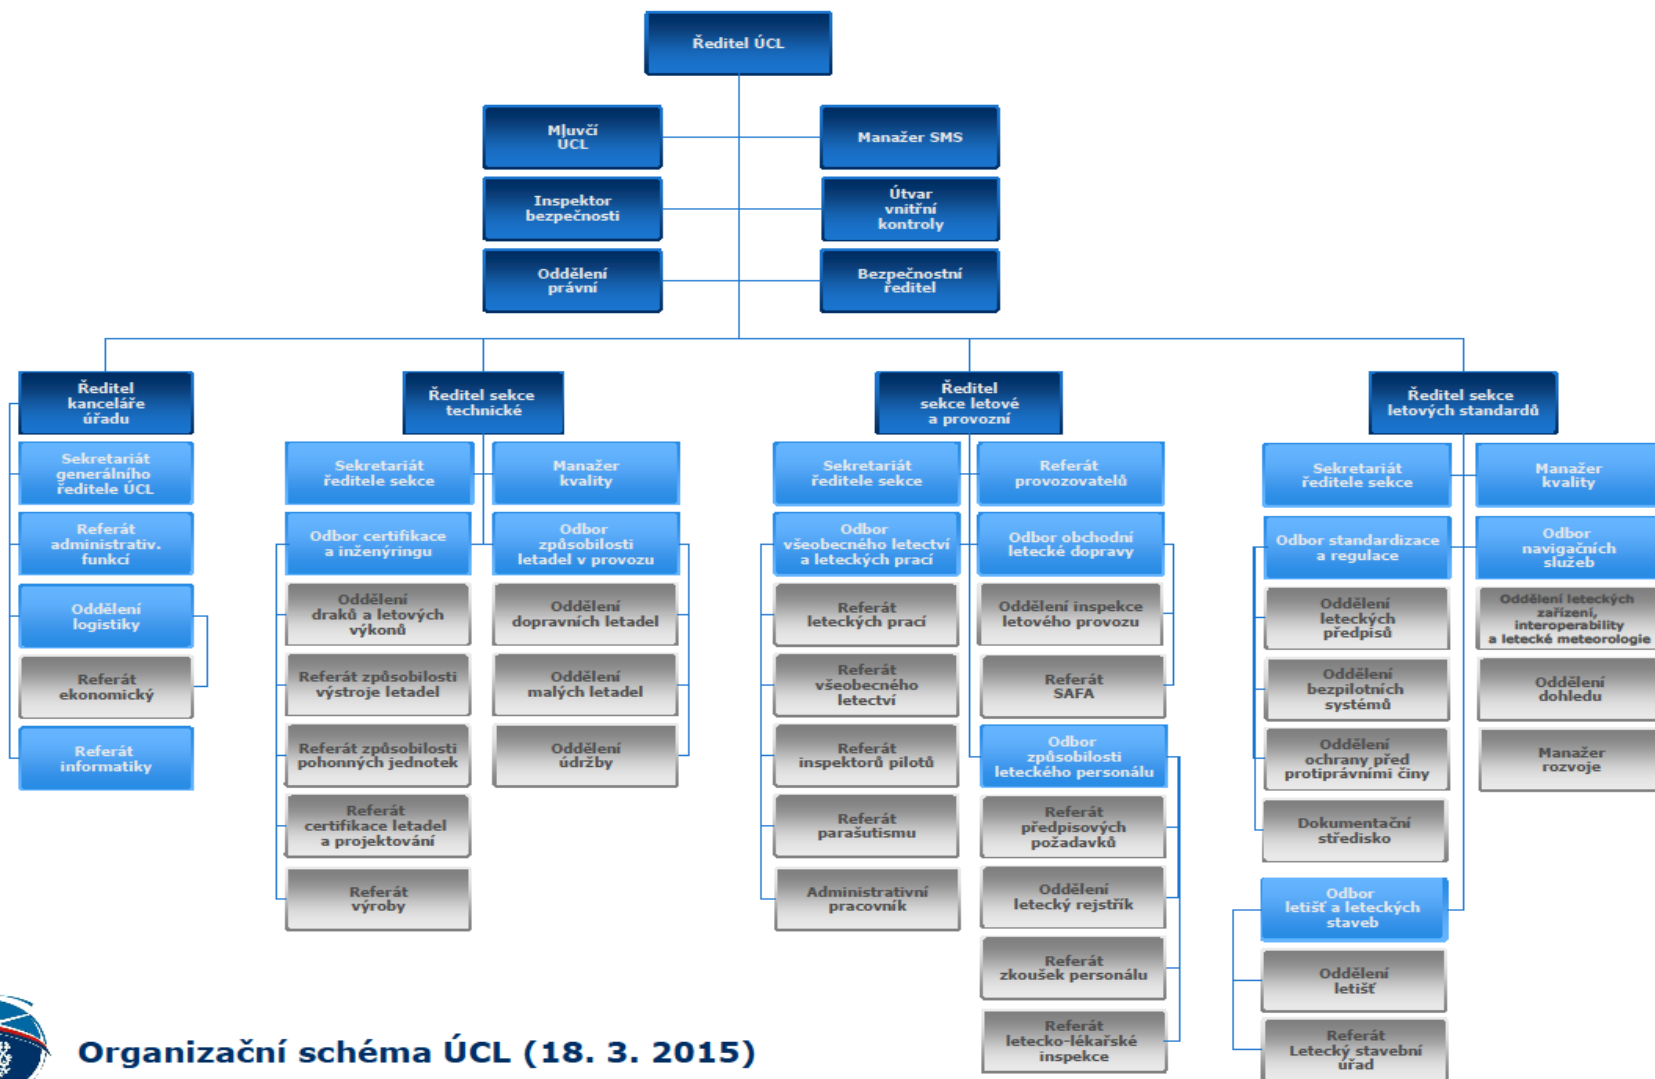 Ředitel ÚCL
Mluvčí
ÚCL
Manažer SMS
Inspektor
bezpečnosti
Útvar
vnitřní
kontroly
Oddělení
právní
Bezpečnostní
ředitel
Ředitel
kanceláře
úřadu
Sekretariát
generálního
ředitele ÚCL
Referát
administrativ.
funkcí
Oddělení
logistiky
Referát
ekonomický
Referát
informatiky
Ředitel sekce
technické
Sekretariát
ředitele sekce
Manažer
kvality
Odbor certifikace
a inženýringu
Oddělení
draků a letových
výkonů
Referát způsobilosti
výstroje letadel
Referát způsobilosti
pohonných jednotek
Referát
certifikace letadel
a projektování
Referát
výroby
Odbor
způsobilosti
letadel v provozu
Oddělení
dopravních letadel
Oddělení
malých letadel
Oddělení
údržby
Ředitel
sekce letové
a provozní
Sekretariát
ředitele sekce
Referát
provozovatelů
Odbor
všeobecného letectví
a leteckých prací
Referát
leteckých prací
Referát
všeobecného
letectví
Referát
inspektorů pilotů
Referát
parašutismu
Administrativní
pracovník
Odbor obchodní
letecké dopravy
Oddělení inspekce
letového provozu
Referát
SAFA
Odbor
způsobilosti
leteckého personálu
Referát
předpisových
požadavků
Oddělení
letecký rejstřík
Referát
zkoušek personálu
Referát
letecko-lékařské
inspekce
Ředitel sekce
letových standardů
Sekretariát
ředitele sekce
Manažer
kvality
Odbor standardizace
a regulace
Oddělení
leteckých
předpisů
Oddělení
bezpilotních
systémů
Oddělení
ochrany před
protiprávními činy
Dokumentační
středisko
Odbor
navigačních
služeb
Oddělení leteckých
zařízení,
interoperability
a letecké meteorologie
Oddělení
dohledu
Manažer
rozvoje
Odbor
letišť a leteckých
staveb
Oddělení
letišť
Referát
Letecký stavební
úřad
Organizační schéma ÚCL (18. 3. 2015)